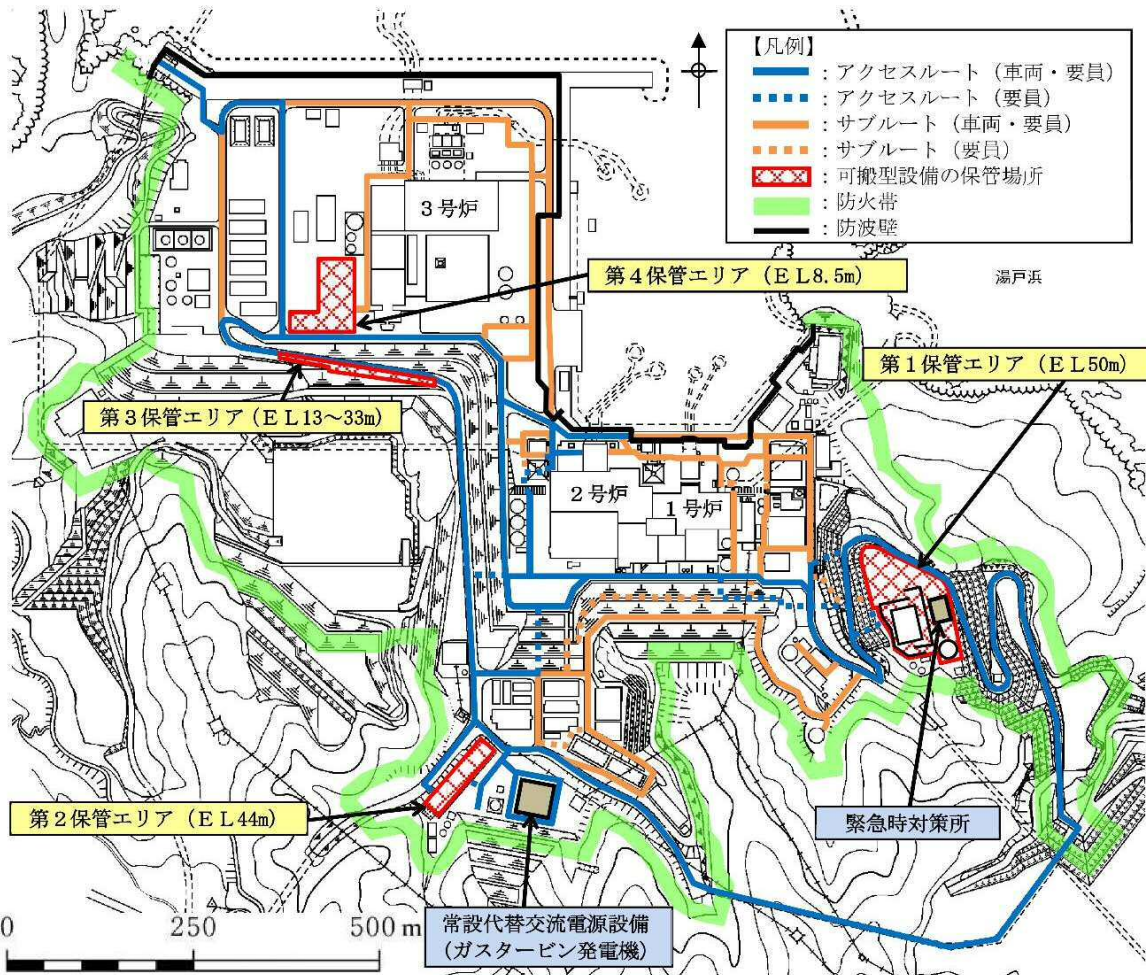 【凡例】
：アクセスルート（車両・要員）
：アクセスルート（要員）
：サブルート（車両・要員）
：サブルート（要員）
：可搬型設備の保管場所
：防火帯
：防波壁
3号炉
第４保管エリア（ＥＬ8.5m）
湯戸浜
第１保管エリア（ＥＬ50m）
第３保管エリア（ＥＬ13～33m）
２号炉
１号炉
第２保管エリア（ＥＬ44m）
緊急時対策所
常設代替交流電源設備
（ガスタービン発電機）
0 250 500 m